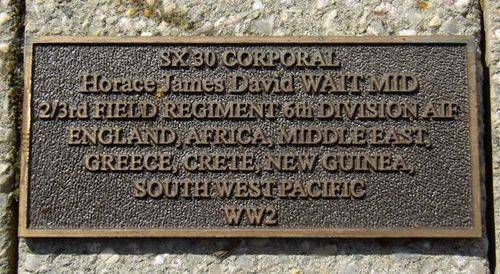 SX 30 CORPORAL
Horace James David WAIT MID
2/3rd FIELD REGIMENT 6th DIVISION AIF
ENGLAND, AFRICA, MIDDLE EAST,
GREECE, CRETE, NEW GUINEA,
SOUTH WEST PACIFIC
WW2